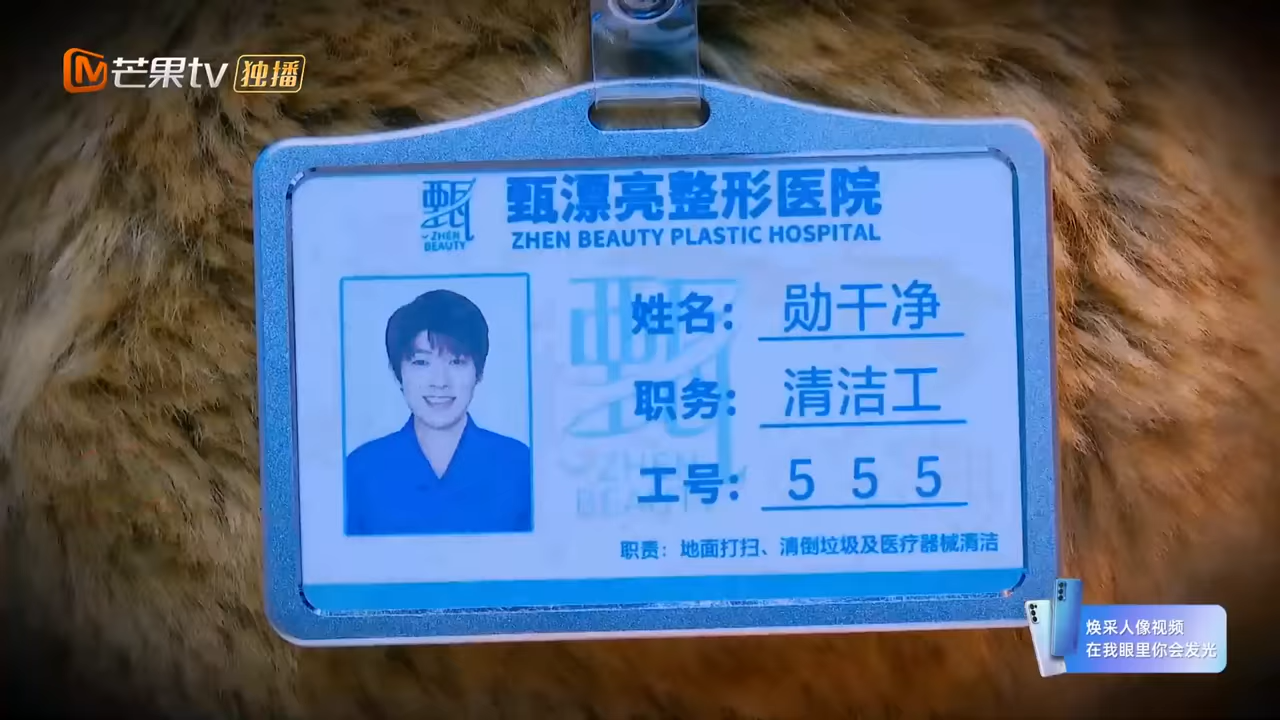 芒果tv 独播
甄
ZHEN
BEAUTY
甄漂亮整形医院
ZHEN BEAUTY PLASTIC HOSPITAL
姓名：勋干净
职务：清洁工
工号：555
职责：地面打扫、清倒垃圾及医疗器械清洁
甄
ZHEN
BEAUTY
焕采人像视频
在我眼里你会发光